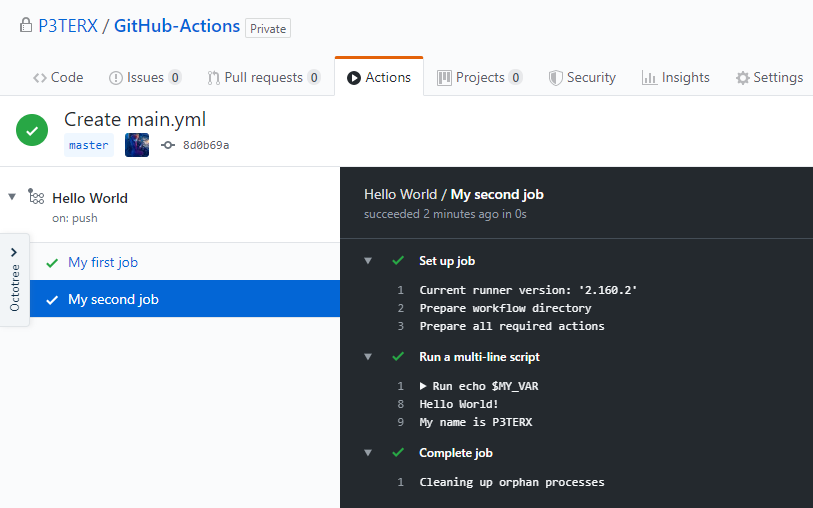 P3TERX / GitHub-Actions Private
Code Issues 0 Pull requests 0 Actions Projects 0 Security Insights Settings
Create main.yml
master 8d0b69a
Hello World
on: push
My first job
My second job
Octotree
Hello World / My second job
succeeded 2 minutes ago in 0s
Set up job
1 Current runner version: '2.160.2'
2 Prepare workflow directory
3 Prepare all required actions
Run a multi-line script
1 ▶ Run echo $MY_VAR
8 Hello World!
9 My name is P3TERX
Complete job
1 Cleaning up orphan processes